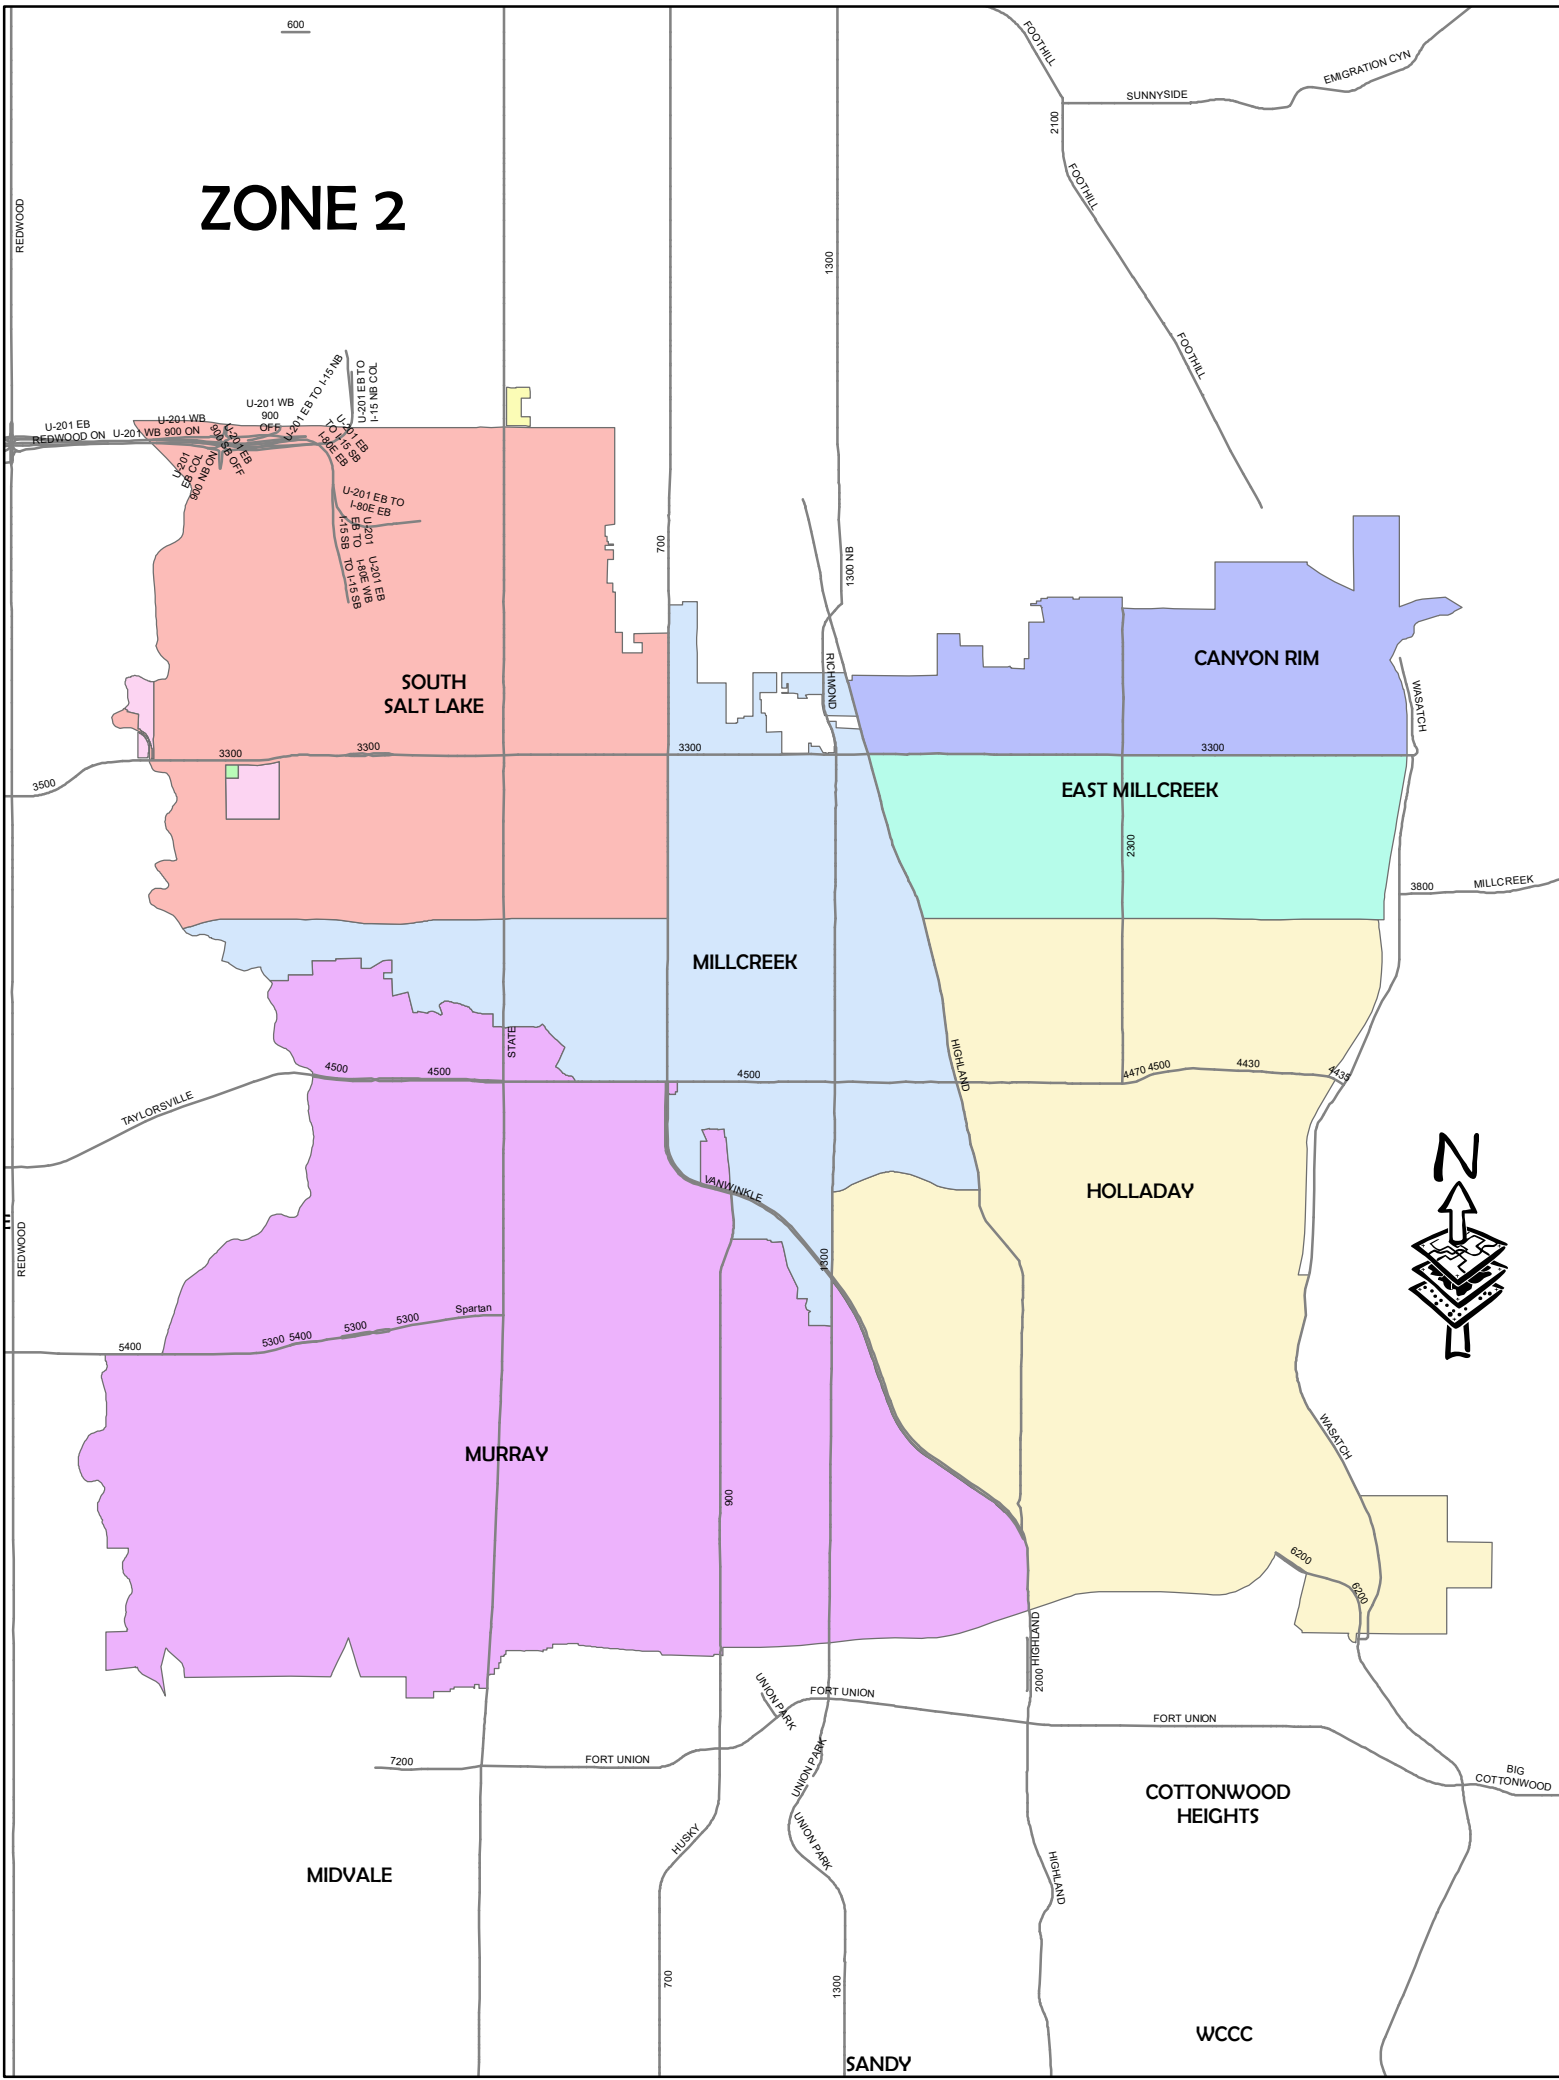 600
FOOTHILL
EMIGRATION CYN
SUNNYSIDE
2100
ZONE 2
FOOTHILL
REDWOOD
1300
FOOTHILL
U-201 EB TO I-15 NB
U-201 EB TO
I-15 NB COL
U-201 WB
900
OFF
U-201 WB
U-201 EB
REDWOOD ON
U-201 WB
900 ON
U-201 EB
900 SB OFF
U-201 EB
TO I-15 SB
I-80E EB
U-201
EB COL
900 NB ON
U-201 EB TO
I-80E EB
U-201
EB TO
I-15 SB
U-201 EB
I-80E WB
TO I-15 SB
700
1300 NB
CANYON RIM
RICHMOND
SOUTH
SALT LAKE
WASATCH
3300
3300
3300
3300
3500
EAST MILLCREEK
2300
3800
MILLCREEK
MILLCREEK
STATE
HIGHLAND
4500
4500
4500
4470
4500
4430
4435
TAYLORSVILLE
N
VANWINKLE
HOLLADAY
REDWOOD
1300
Spartan
5300
5300
5300
5400
5400
WASATCH
MURRAY
900
6200
6200
HIGHLAND
2000
UNION PARK
FORT UNION
FORT UNION
7200
FORT UNION
UNION PARK
BIG
COTTONWOOD
COTTONWOOD
HEIGHTS
HUSKY
UNION PARK
MIDVALE
HIGHLAND
700
1300
WCCC
SANDY